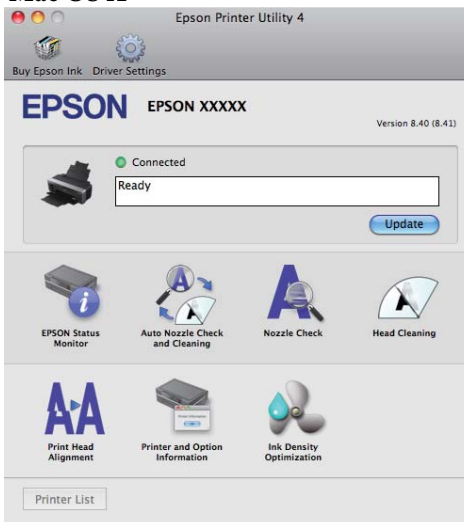 Epson Printer Utility 4
Buy Epson Ink Driver Settings
EPSON EPSON XXXXX
Version 8.40 (8.41)
Connected
Ready
Update
EPSON Status
Monitor
Auto Nozzle Check
and Cleaning
Nozzle Check
Head Cleaning
Print Head
Alignment
Printer and Option
Information
Ink Density
Optimization
Printer List